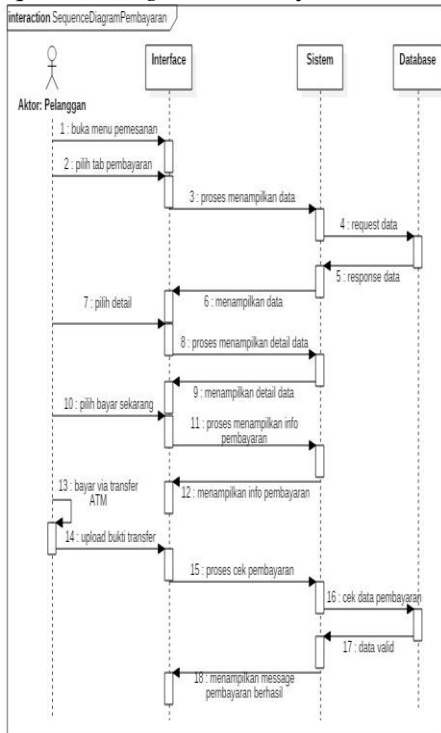 interaction SequenceDiagramPembayaran
Interface
Sistem
Database
Aktor: Pelanggan
1 : buka menu pemesanan
2 : pilih tab pembayaran
3 : proses menampilkan data
4 : request data
5 : response data
6 : menampilkan data
7 : pilih detail
8 : proses menampilkan detail data
9 : menampilkan detail data
10 : pilih bayar sekarang
11 : proses menampilkan info
pembayaran
12 : menampilkan info pembayaran
13 : bayar via transfer
ATM
14 : upload bukti transfer
15 : proses cek pembayaran
16 : cek data pembayaran
17 : data valid
18 : menampilkan message
pembayaran berhasil